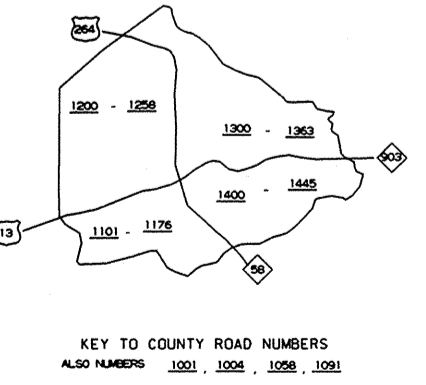 264
1200 - 1258
1300 - 1363
903
1400 - 1445
13
1101 - 1176
58
KEY TO COUNTY ROAD NUMBERS
ALSO NUMBERS 1001 , 1004 , 1058 , 1091